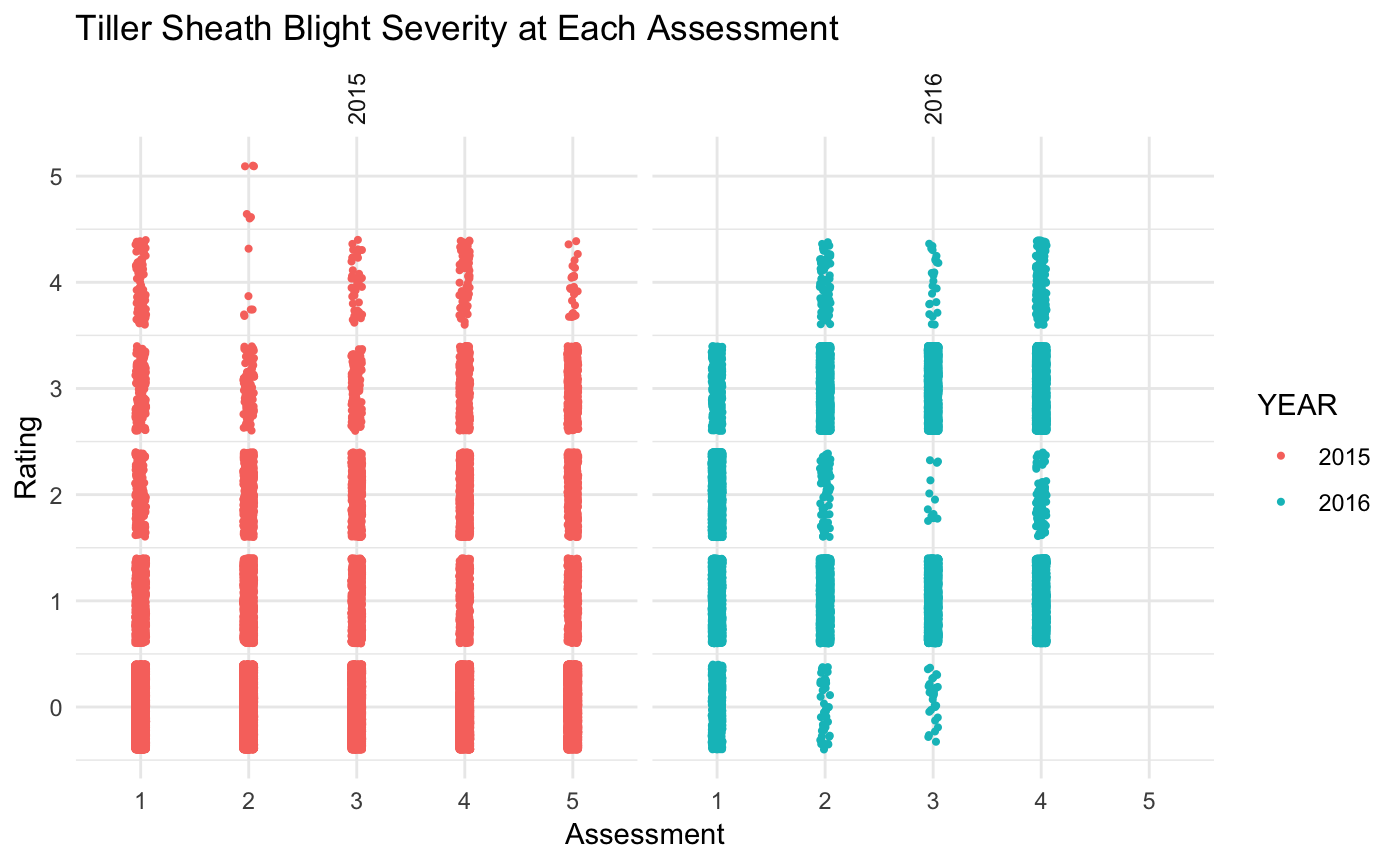 Tiller Sheath Blight Severity at Each Assessment
2015
2016
5
4
3
2
1
0
Rating
1 2 3 4 5
1 2 3 4 5
Assessment
YEAR
2015
2016